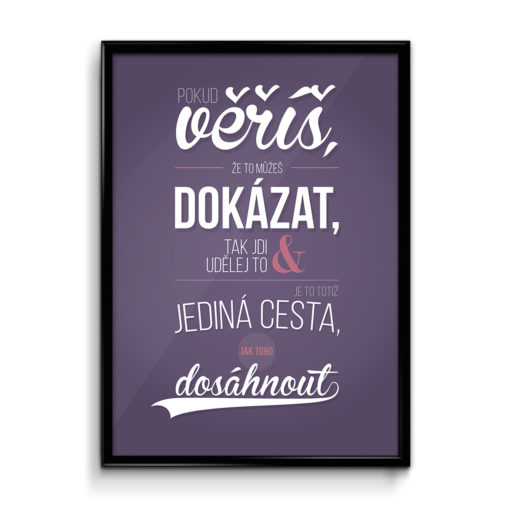 POKUD
věříš,
ŽE TO MŮŽEŠ
DOKÁZAT,
TAK JDI &
UDĚLEJ TO
JE TO TOTIŽ
JEDINÁ CESTA,
JAK TOHO
dosáhnout